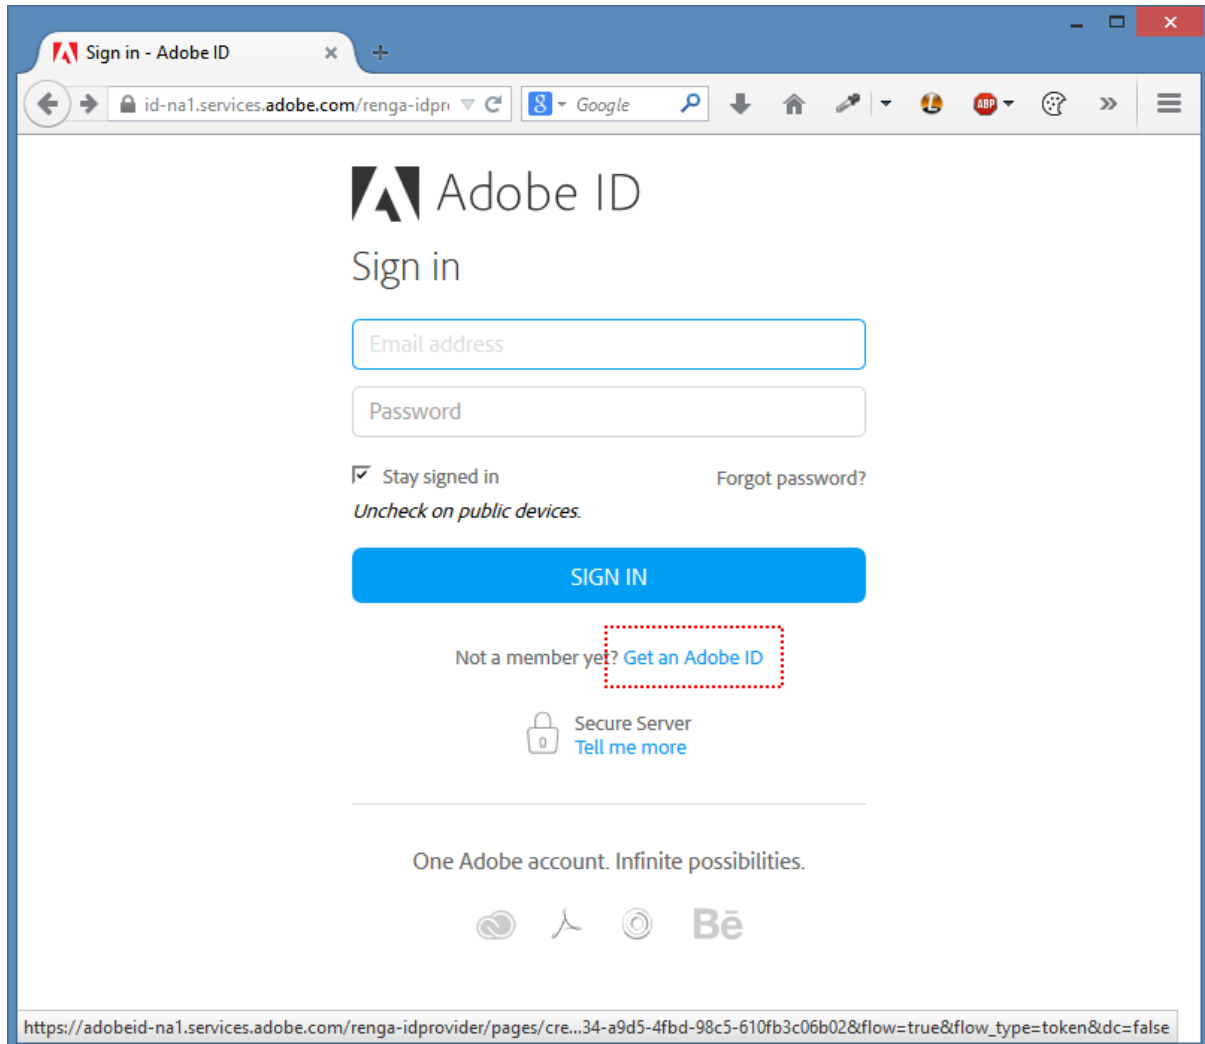 Sign in - Adobe ID
id-na1.services.adobe.com/renga-idpr
8 Google
ABP
Adobe ID
Sign in
Email address
Password
Stay signed in Forgot password?
Uncheck on public devices.
SIGN IN
Not a member yet? Get an Adobe ID
Secure Server
Tell me more
One Adobe account. Infinite possibilities.
Bē
https://adobeid-na1.services.adobe.com/renga-idprovider/pages/cre...34-a9d5-4fbd-98c5-610fb3c06b02&flow=true&flow_type=token&dc=false